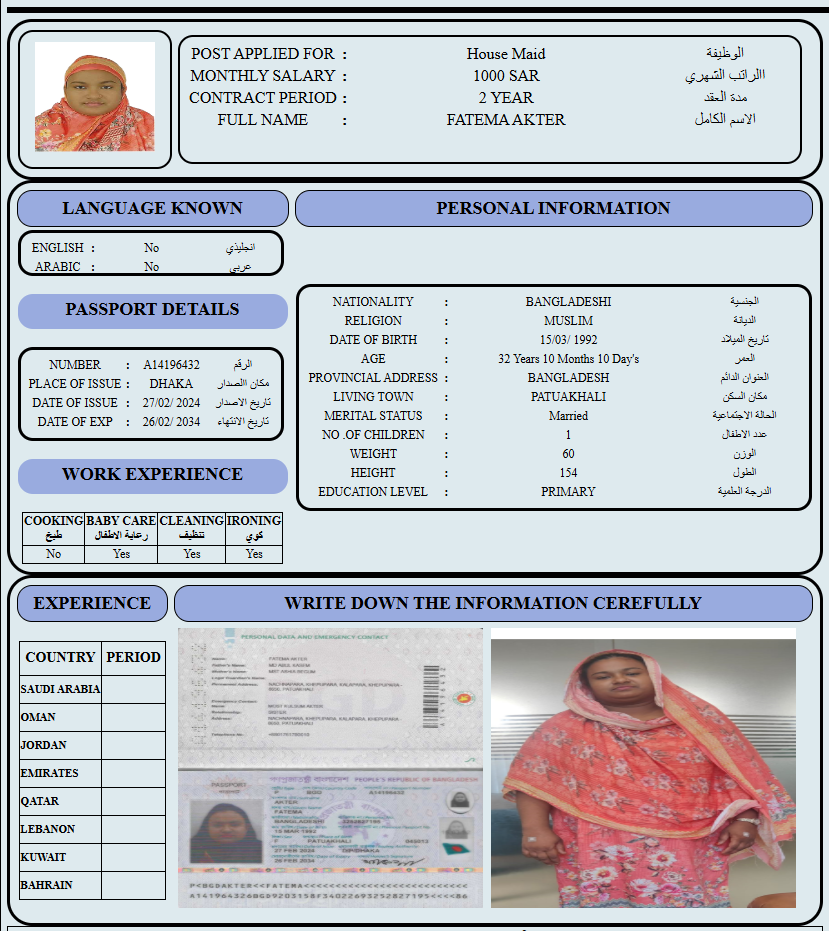 POST APPLIED FOR : House Maid الوظيفة
MONTHLY SALARY : 1000 SAR االراتب الشهري
CONTRACT PERIOD : 2 YEAR مدة العقد
FULL NAME : FATEMA AKTER الاسم الكامل
LANGUAGE KNOWN
ENGLISH : No انجليذي
ARABIC : No عربي
PASSPORT DETAILS
NUMBER : A14196432 الرقم
PLACE OF ISSUE : DHAKA مكان االصدار
DATE OF ISSUE : 27/02/ 2024 تاريخ الاصدار
DATE OF EXP : 26/02/ 2034 تاريخ الانتهاء
WORK EXPERIENCE
COOKING BABY CARE CLEANING IRONING
طبخ رعاية الاطفال تنظيف كوي
No Yes Yes Yes
PERSONAL INFORMATION
NATIONALITY : BANGLADESHI الجنسية
RELIGION : MUSLIM الديانة
DATE OF BIRTH : 15/03/ 1992 تاريخ الميلاد
AGE : 32 Years 10 Months 10 Day's العمر
PROVINCIAL ADDRESS : BANGLADESH العنوان الدائم
LIVING TOWN : PATUAKHALI مكان السكن
MERITAL STATUS : Married الحالة الاجتماعية
NO .OF CHILDREN : 1 عدد الاطفال
WEIGHT : 60 الوزن
HEIGHT : 154 الطول
EDUCATION LEVEL : PRIMARY الدرجة العلمية
EXPERIENCE
COUNTRY PERIOD
SAUDI ARABIA
OMAN
JORDAN
EMIRATES
QATAR
LEBANON
KUWAIT
BAHRAIN
WRITE DOWN THE INFORMATION CEREFULLY
PERSONAL DATA AND EMERGENCY CONTACT
FATEMA AKTER
PASSPORT
PEOPLE'S REPUBLIC OF BANGLADESH
P BGD A14196432
AKTER
FATEMA
BANGLADESHI
15 MAR 1992
F PATUAKHALI
27 FEB 2024 DIP/DHAKA
26 FEB 2034